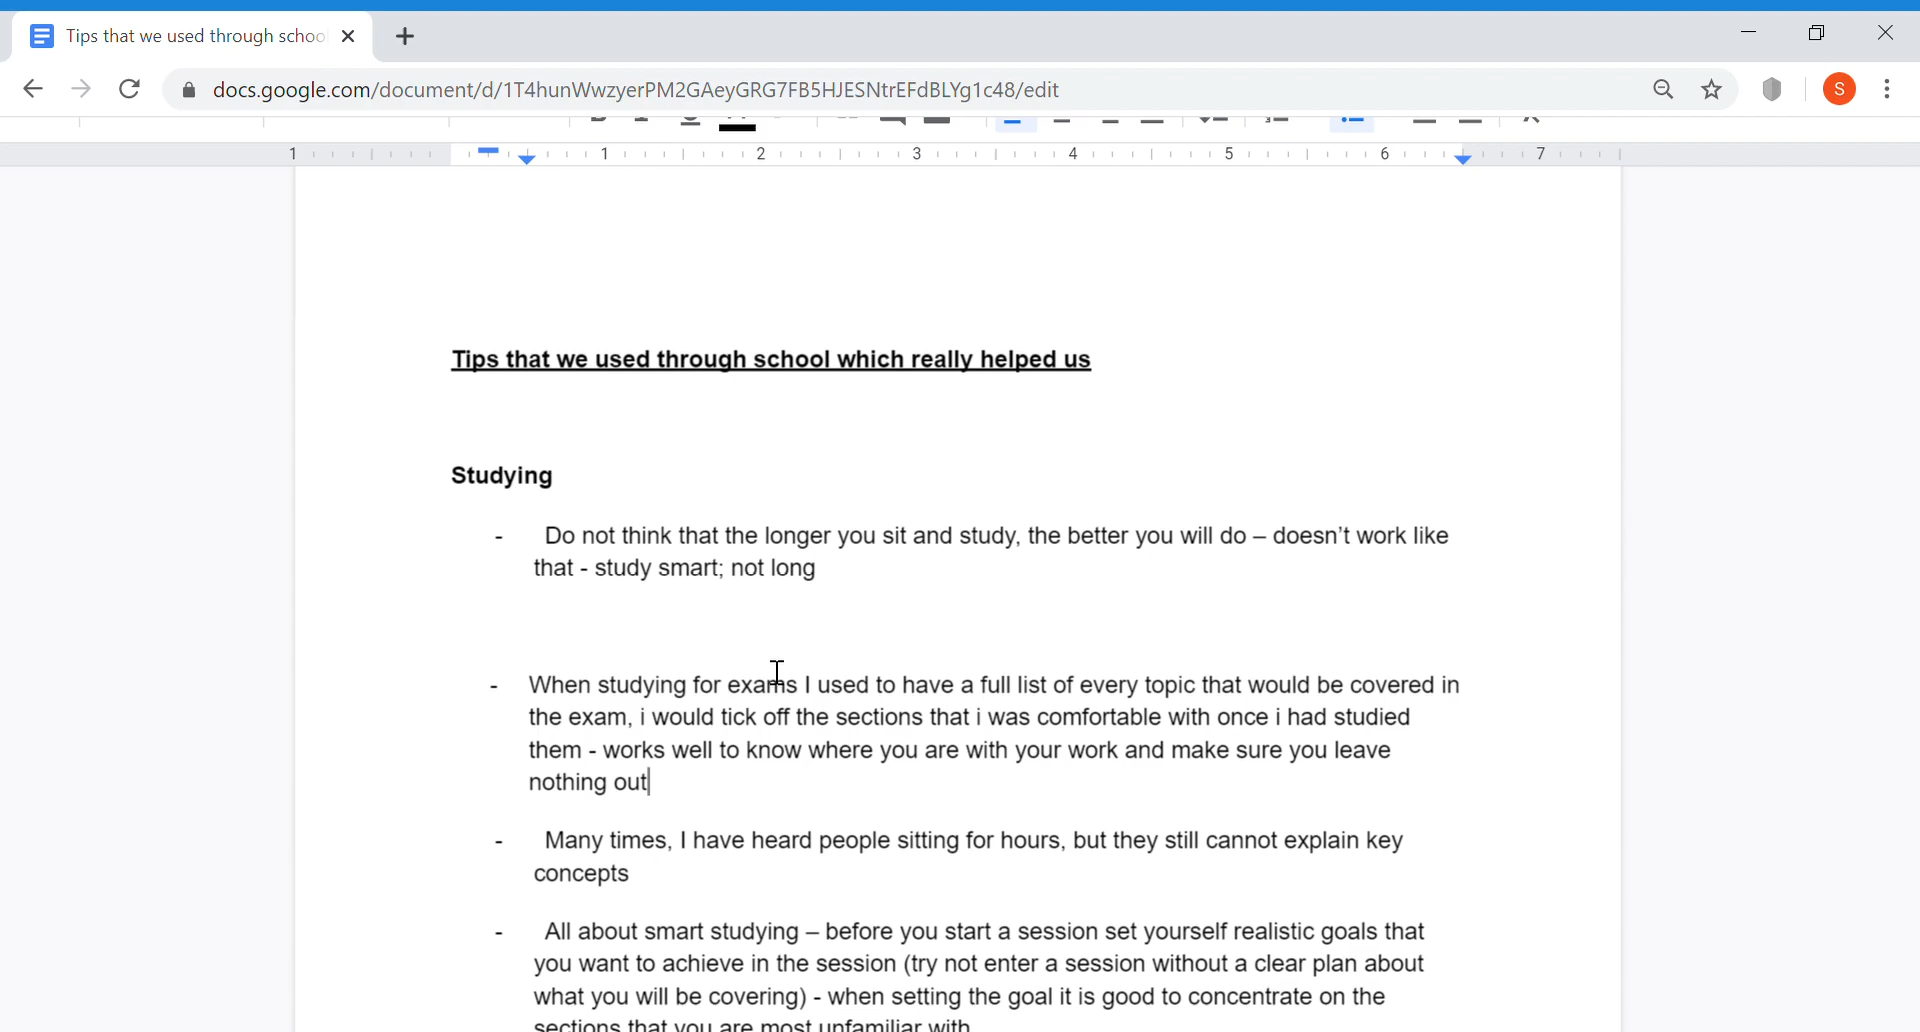 Tips that we used through schoo
docs.google.com/document/d/1T4hunWwzyerPM2GAeyGRG7FB5HJESNtrEFdBLYg1c48/edit
S
1 1 2 3 4 5 6 7
Tips that we used through school which really helped us
Studying
- Do not think that the longer you sit and study, the better you will do – doesn't work like
that - study smart; not long
- When studying for exams I used to have a full list of every topic that would be covered in
the exam, i would tick off the sections that i was comfortable with once i had studied
them - works well to know where you are with your work and make sure you leave
nothing out
- Many times, I have heard people sitting for hours, but they still cannot explain key
concepts
- All about smart studying – before you start a session set yourself realistic goals that
you want to achieve in the session (try not enter a session without a clear plan about
what you will be covering) - when setting the goal it is good to concentrate on the
sections that you are most unfamiliar with